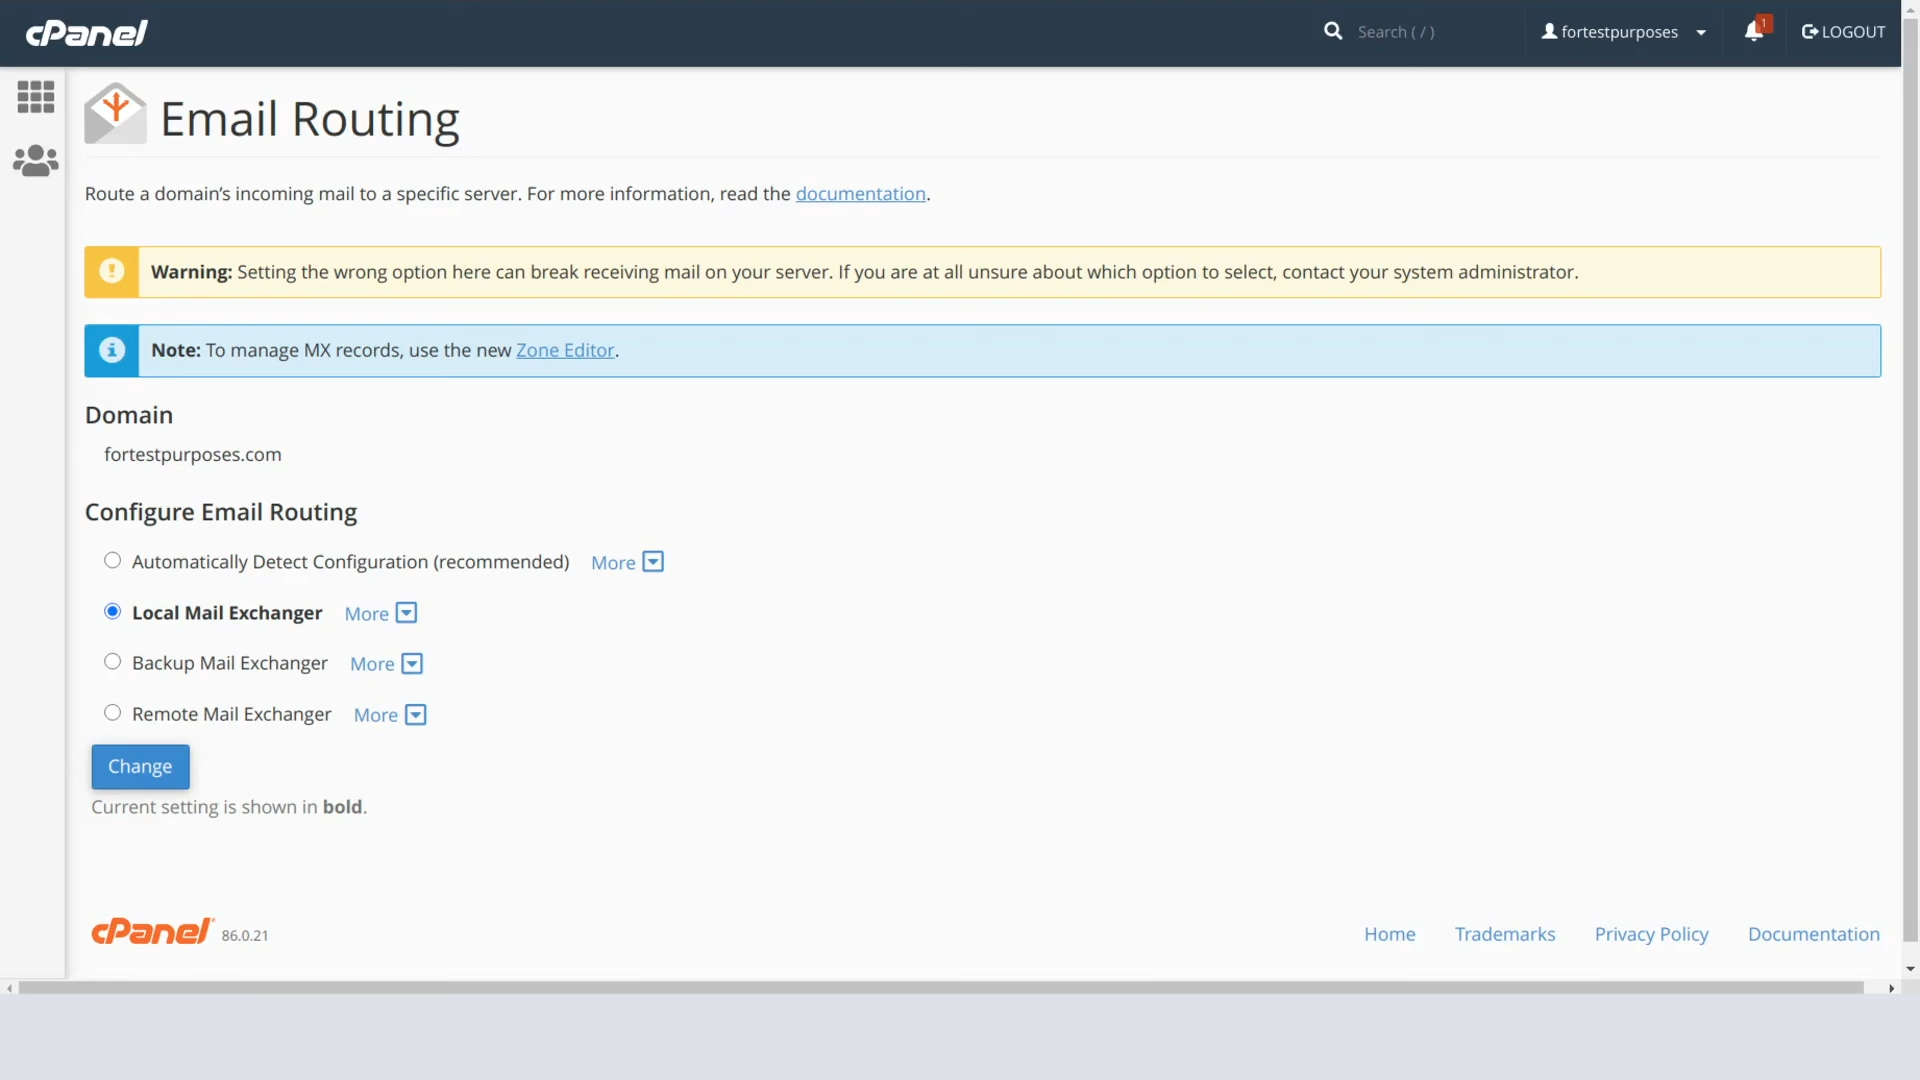 cPanel
Search ( / )
fortestpurposes
1
LOGOUT
Email Routing
Route a domain’s incoming mail to a specific server. For more information, read the documentation.
Warning: Setting the wrong option here can break receiving mail on your server. If you are at all unsure about which option to select, contact your system administrator.
Note: To manage MX records, use the new Zone Editor.
Domain
fortestpurposes.com
Configure Email Routing
Automatically Detect Configuration (recommended) More
Local Mail Exchanger More
Backup Mail Exchanger More
Remote Mail Exchanger More
Change
Current setting is shown in bold.
cPanel 86.0.21
Home Trademarks Privacy Policy Documentation